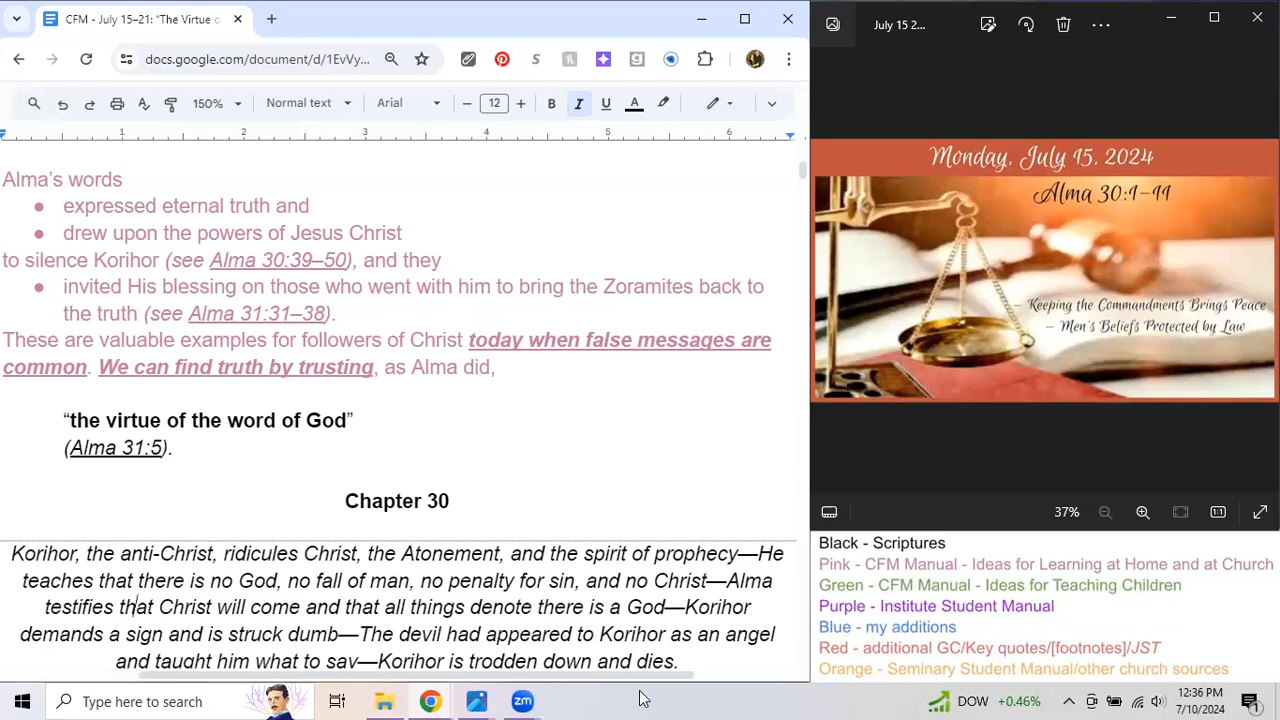 CFM - July 15–21: “The Virtue o
docs.google.com/document/d/1EvVy...
150%
Normal text
Arial
12
1 2 3 4 5 6
Alma’s words
● expressed eternal truth and
● drew upon the powers of Jesus Christ
to silence Korihor (see Alma 30:39–50), and they
● invited His blessing on those who went with him to bring the Zoramites back to
the truth (see Alma 31:31–38).
These are valuable examples for followers of Christ today when false messages are
common. We can find truth by trusting, as Alma did,
“the virtue of the word of God”
(Alma 31:5).
Chapter 30
Korihor, the anti-Christ, ridicules Christ, the Atonement, and the spirit of prophecy—He
teaches that there is no God, no fall of man, no penalty for sin, and no Christ—Alma
testifies that Christ will come and that all things denote there is a God—Korihor
demands a sign and is struck dumb—The devil had appeared to Korihor as an angel
and taught him what to say—Korihor is trodden down and dies.
July 15 2...
Monday, July 15, 2024
Alma 30:1-11
– Keeping the Commandments Brings Peace
– Men's Beliefs Protected by Law
37%
1:1
Black - Scriptures
Pink - CFM Manual - Ideas for Learning at Home and at Church
Green - CFM Manual - Ideas for Teaching Children
Purple - Institute Student Manual
Blue - my additions
Red - additional GC/Key quotes/[footnotes]/JST
Orange - Seminary Student Manual/other church sources
Type here to search
zm
DOW +0.46%
12:36 PM
7/10/2024
1